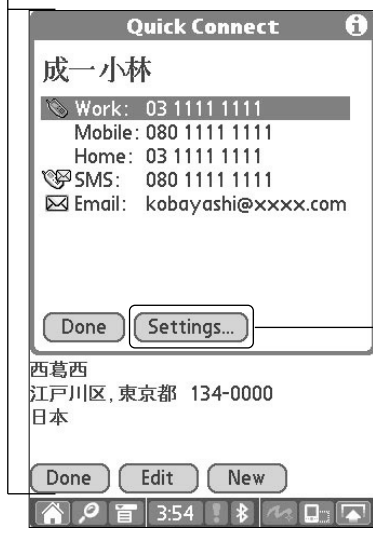 Quick Connect
成一小林
Work: 03 1111 1111
Mobile: 080 1111 1111
Home: 03 1111 1111
SMS: 080 1111 1111
Email: kobayashi@xxxx.com
Done Settings...
西葛西
江戸川区, 東京都 134-0000
日本
Done Edit New
3:54